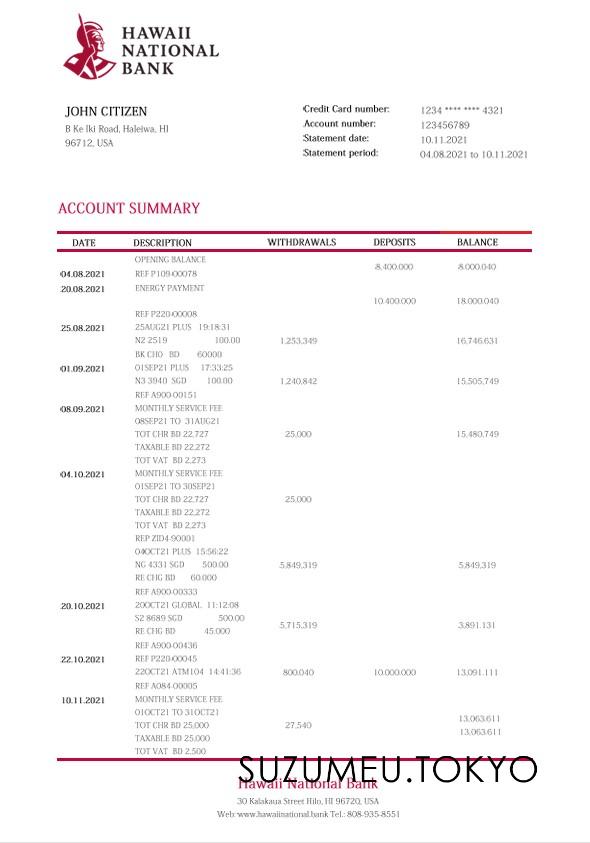 HAWAII
NATIONAL
BANK
JOHN CITIZEN
B Ke Iki Road, Haleiwa, HI
96712, USA
Credit Card number: 1234 **** **** 4321
Account number: 123456789
Statement date: 10.11.2021
Statement period: 04.08.2021 to 10.11.2021
ACCOUNT SUMMARY
DATE DESCRIPTION WITHDRAWALS DEPOSITS BALANCE
OPENING BALANCE
8,400.000 8.000.040
04.08.2021 REF P109-00078
20.08.2021 ENERGY PAYMENT
10.400.000 18.000.040
REF P220-00008
25.08.2021 25AUG21 PLUS 19:18:31
N2 2519 100.00 1,253,349 16,746.631
BK CHO BD 60000
01.09.2021 01SEP21 PLUS 17:33:25
N3 3940 SGD 100.00 1,240,842 15,505,749
REF A900-00151
08.09.2021 MONTHLY SERVICE FEE
08SEP21 TO 31AUG21
TOT CHR BD 22,727 25,000 15,480,749
TAXABLE BD 22,272
TOT VAT BD 2,273
04.10.2021 MONTHLY SERVICE FEE
01SEP21 TO 30SEP21
TOT CHR BD 22,727 25,000
TAXABLE BD 22,272
TOT VAT BD 2,273
REP ZID4-90001
04OCT21 PLUS 15:56:22
NG 4331 SGD 500.00 5,849,319 5,849,319
RE CHG BD 60.000
REF A900-00333
20.10.2021 20OCT21 GLOBAL 11:12:08
S2 8689 SGD 500.00 5,715,319 3,891.131
RE CHG BD 45:000
REF A900-00436
22.10.2021 REF P220-00045
22OCT21 ATM104 14:41:36 800.040 10.000.000 13,091.111
REF A084-00005
10.11.2021 MONTHLY SERVICE FEE
01OCT21 TO 31OCT21 13,063.611
TOT CHR BD 25,000 27,540 13,063.611
TAXABLE BD 25,000
TOT VAT BD 2,500
SUZUMEU.TOKYO
Hawaii National Bank
30 Kalakaua Street Hilo, HI 96720, USA
Web: www.hawaiinational.bank Tel.: 808-935-8551